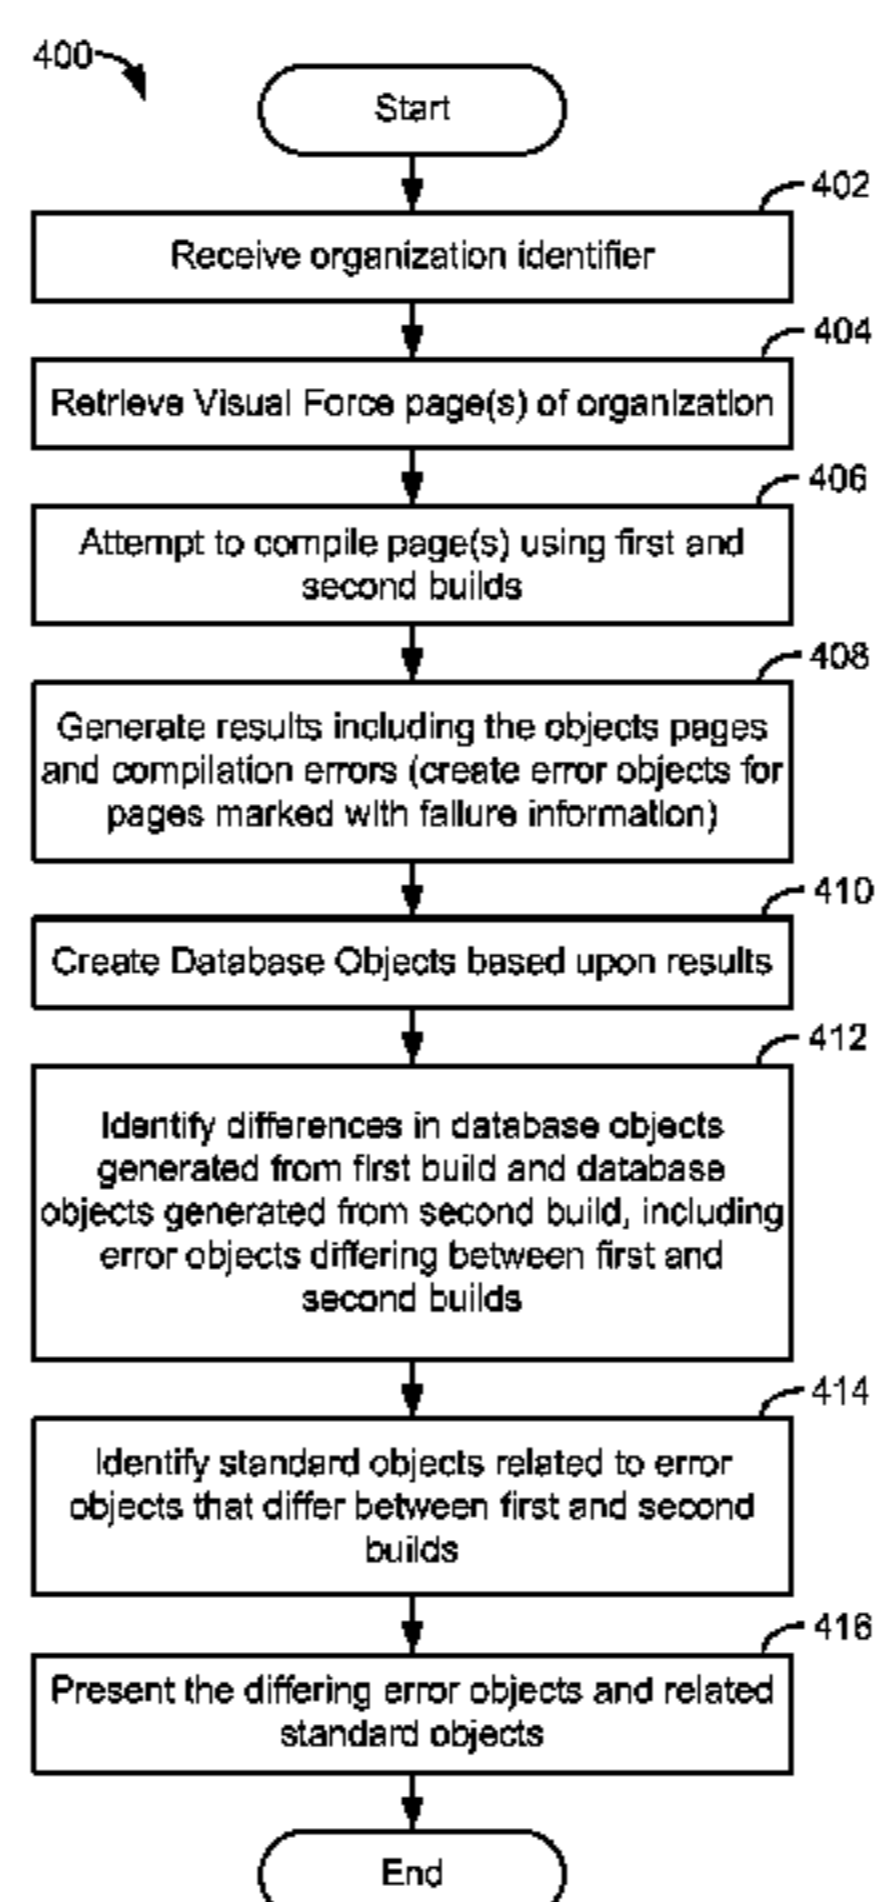 400
Start
402
Receive organization identifier
404
Retrieve Visual Force page(s) of organization
406
Attempt to compile page(s) using first and
second builds
408
Generate results including the objects pages
and compilation errors (create error objects for
pages marked with failure information)
410
Create Database Objects based upon results
412
Identify differences in database objects
generated from first build and database
objects generated from second build, including
error objects differing between first and
second builds
414
Identify standard objects related to error
objects that differ between first and second
builds
416
Present the differing error objects and related
standard objects
End